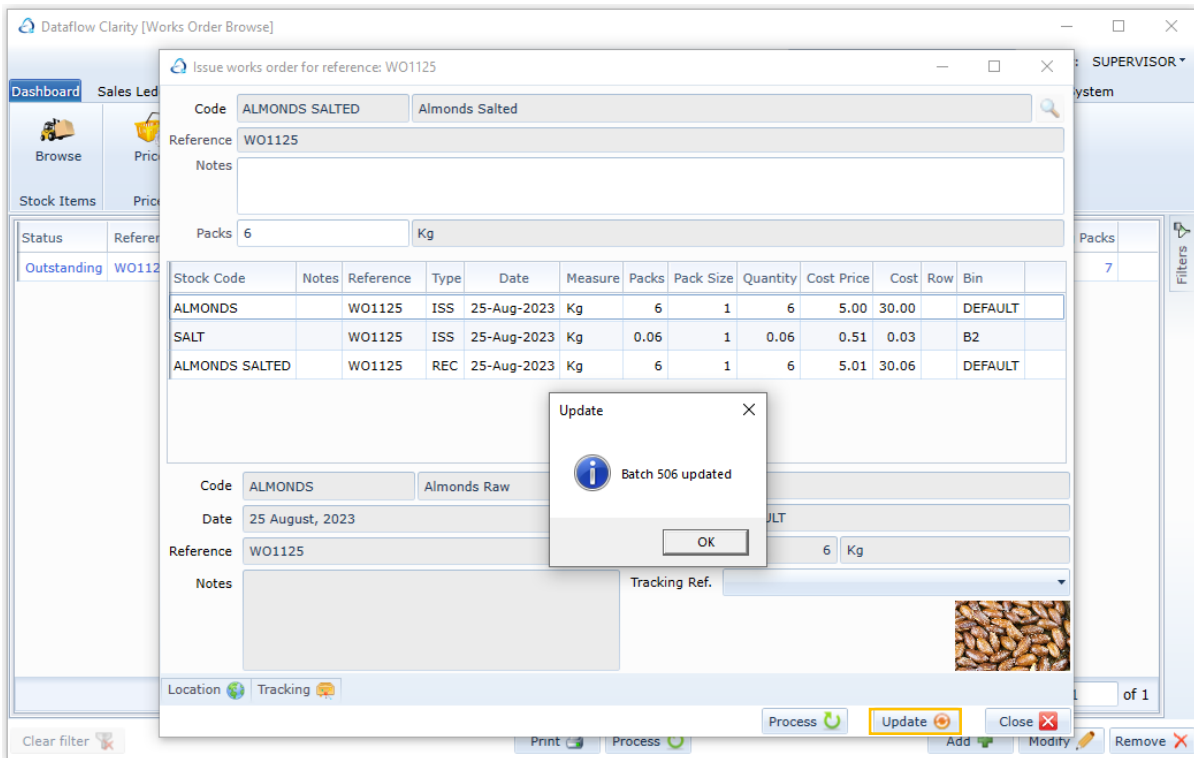 Dataflow Clarity [Works Order Browse]
SUPERVISOR
Dashboard Sales Led ystem
Browse Pric
Stock Items Price
Status Referen Packs
Outstanding WO112 7
Filters
Issue works order for reference: WO1125
Code ALMONDS SALTED Almonds Salted
Reference WO1125
Notes
Packs 6 Kg
Stock Code Notes Reference Type Date Measure Packs Pack Size Quantity Cost Price Cost Row Bin
ALMONDS WO1125 ISS 25-Aug-2023 Kg 6 1 6 5.00 30.00 DEFAULT
SALT WO1125 ISS 25-Aug-2023 Kg 0.06 1 0.06 0.51 0.03 B2
ALMONDS SALTED WO1125 REC 25-Aug-2023 Kg 6 1 6 5.01 30.06 DEFAULT
Update
Batch 506 updated
OK
Code ALMONDS Almonds Raw
Date 25 August, 2023 ULT
Reference WO1125 6 Kg
Notes Tracking Ref.
Location Tracking
Process Update Close
of 1
Clear filter Print Process Add Modify Remove